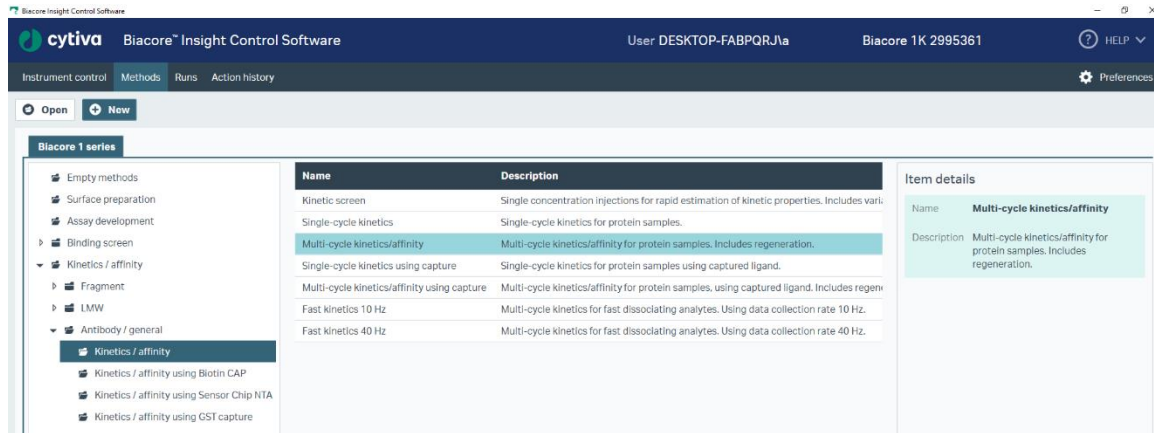 Biacore Insight Control Software
cytiva Biacore™ Insight Control Software User DESKTOP-FABPQRJ\a Biacore 1K 2995361 ? HELP
Instrument control Methods Runs Action history Preferences
Open New
Biacore 1 series
Empty methods
Surface preparation
Assay development
Binding screen
Kinetics / affinity
Fragment
LMW
Antibody / general
Kinetics / affinity
Kinetics / affinity using Biotin CAP
Kinetics / affinity using Sensor Chip NTA
Kinetics / affinity using GST capture
Name Description
Kinetic screen Single concentration injections for rapid estimation of kinetic properties. Includes varia
Single-cycle kinetics Single-cycle kinetics for protein samples.
Multi-cycle kinetics/affinity Multi-cycle kinetics/affinity for protein samples. Includes regeneration.
Single-cycle kinetics using capture Single-cycle kinetics for protein samples using captured ligand.
Multi-cycle kinetics/affinity using capture Multi-cycle kinetics/affinity for protein samples, using captured ligand. Includes regen
Fast kinetics 10 Hz Multi-cycle kinetics for fast dissociating analytes. Using data collection rate 10 Hz.
Fast kinetics 40 Hz Multi-cycle kinetics for fast dissociating analytes. Using data collection rate 40 Hz.
Item details
Name Multi-cycle kinetics/affinity
Description Multi-cycle kinetics/affinity for
protein samples. Includes
regeneration.